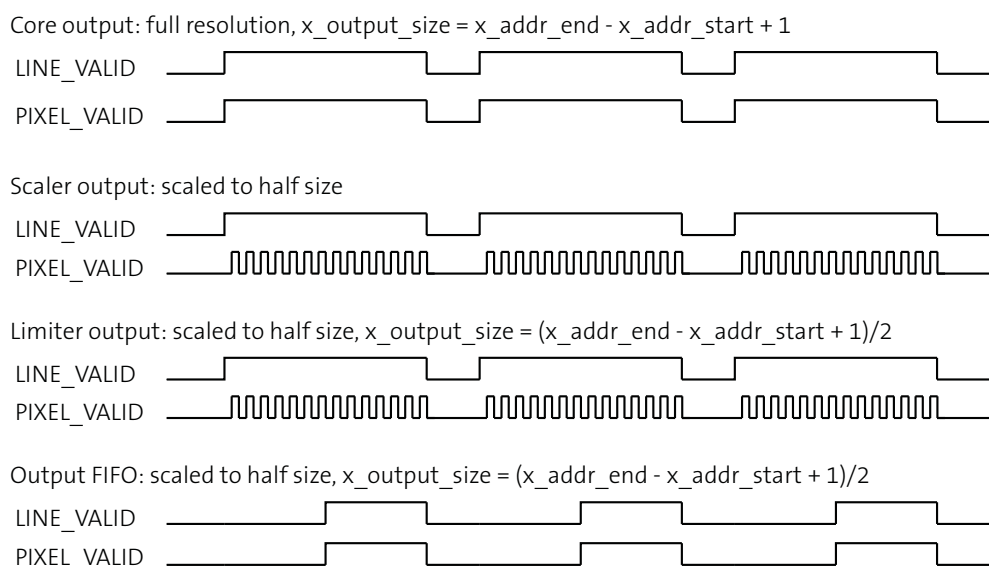 Core output: full resolution, x_output_size = x_addr_end - x_addr_start + 1
LINE_VALID
PIXEL_VALID
Scaler output: scaled to half size
LINE_VALID
PIXEL_VALID
Limiter output: scaled to half size, x_output_size = (x_addr_end - x_addr_start + 1)/2
LINE_VALID
PIXEL_VALID
Output FIFO: scaled to half size, x_output_size = (x_addr_end - x_addr_start + 1)/2
LINE_VALID
PIXEL_VALID